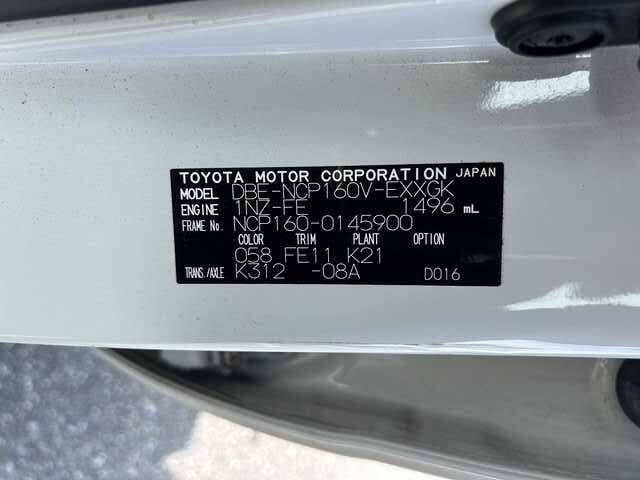 TOYOTA MOTOR CORPORATION JAPAN
MODEL DBE-NCP160V-EXXGK
ENGINE 1NZ-FE 1496 mL
FRAME No. NCP160-0145900
COLOR TRIM PLANT OPTION
058 FE11 K21
TRANS./AXLE K312 -08A D016